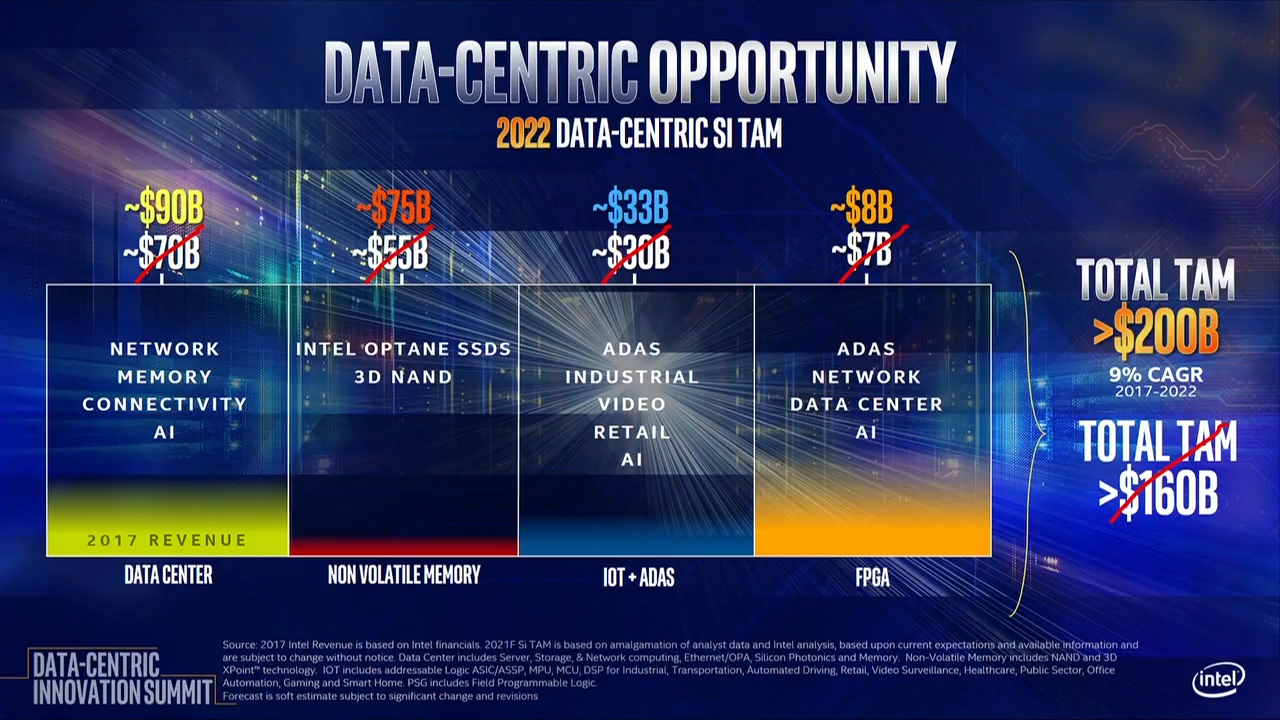 DATA-CENTRIC OPPORTUNITY
2022 DATA-CENTRIC SI TAM
~$90B
~$70B
~$75B
~$55B
~$33B
~$30B
~$8B
~$7B
NETWORK
MEMORY
CONNECTIVITY
AI
2017 REVENUE
DATA CENTER
INTEL OPTANE SSDS
3D NAND
NON VOLATILE MEMORY
ADAS
INDUSTRIAL
VIDEO
RETAIL
AI
IOT + ADAS
ADAS
NETWORK
DATA CENTER
AI
FPGA
TOTAL TAM
>$200B
9% CAGR
2017-2022
TOTAL TAM
>$160B
DATA-CENTRIC
INNOVATION SUMMIT
Source: 2017 Intel Revenue is based on Intel financials. 2021F Si TAM is based on amalgamation of analyst data and Intel analysis, based upon current expectations and available information and
are subject to change without notice. Data Center includes Server, Storage, & Network computing, Ethernet/OPA, Silicon Photonics and Memory. Non-Volatile Memory includes NAND and 3D
XPoint™ technology. IOT includes addressable Logic ASIC/ASSP, MPU, MCU, DSP for Industrial, Transportation, Automated Driving, Retail, Video Surveillance, Healthcare, Public Sector, Office
Automation, Gaming and Smart Home. PSG includes Field Programmable Logic.
Forecast is soft estimate subject to significant change and revisions
intel